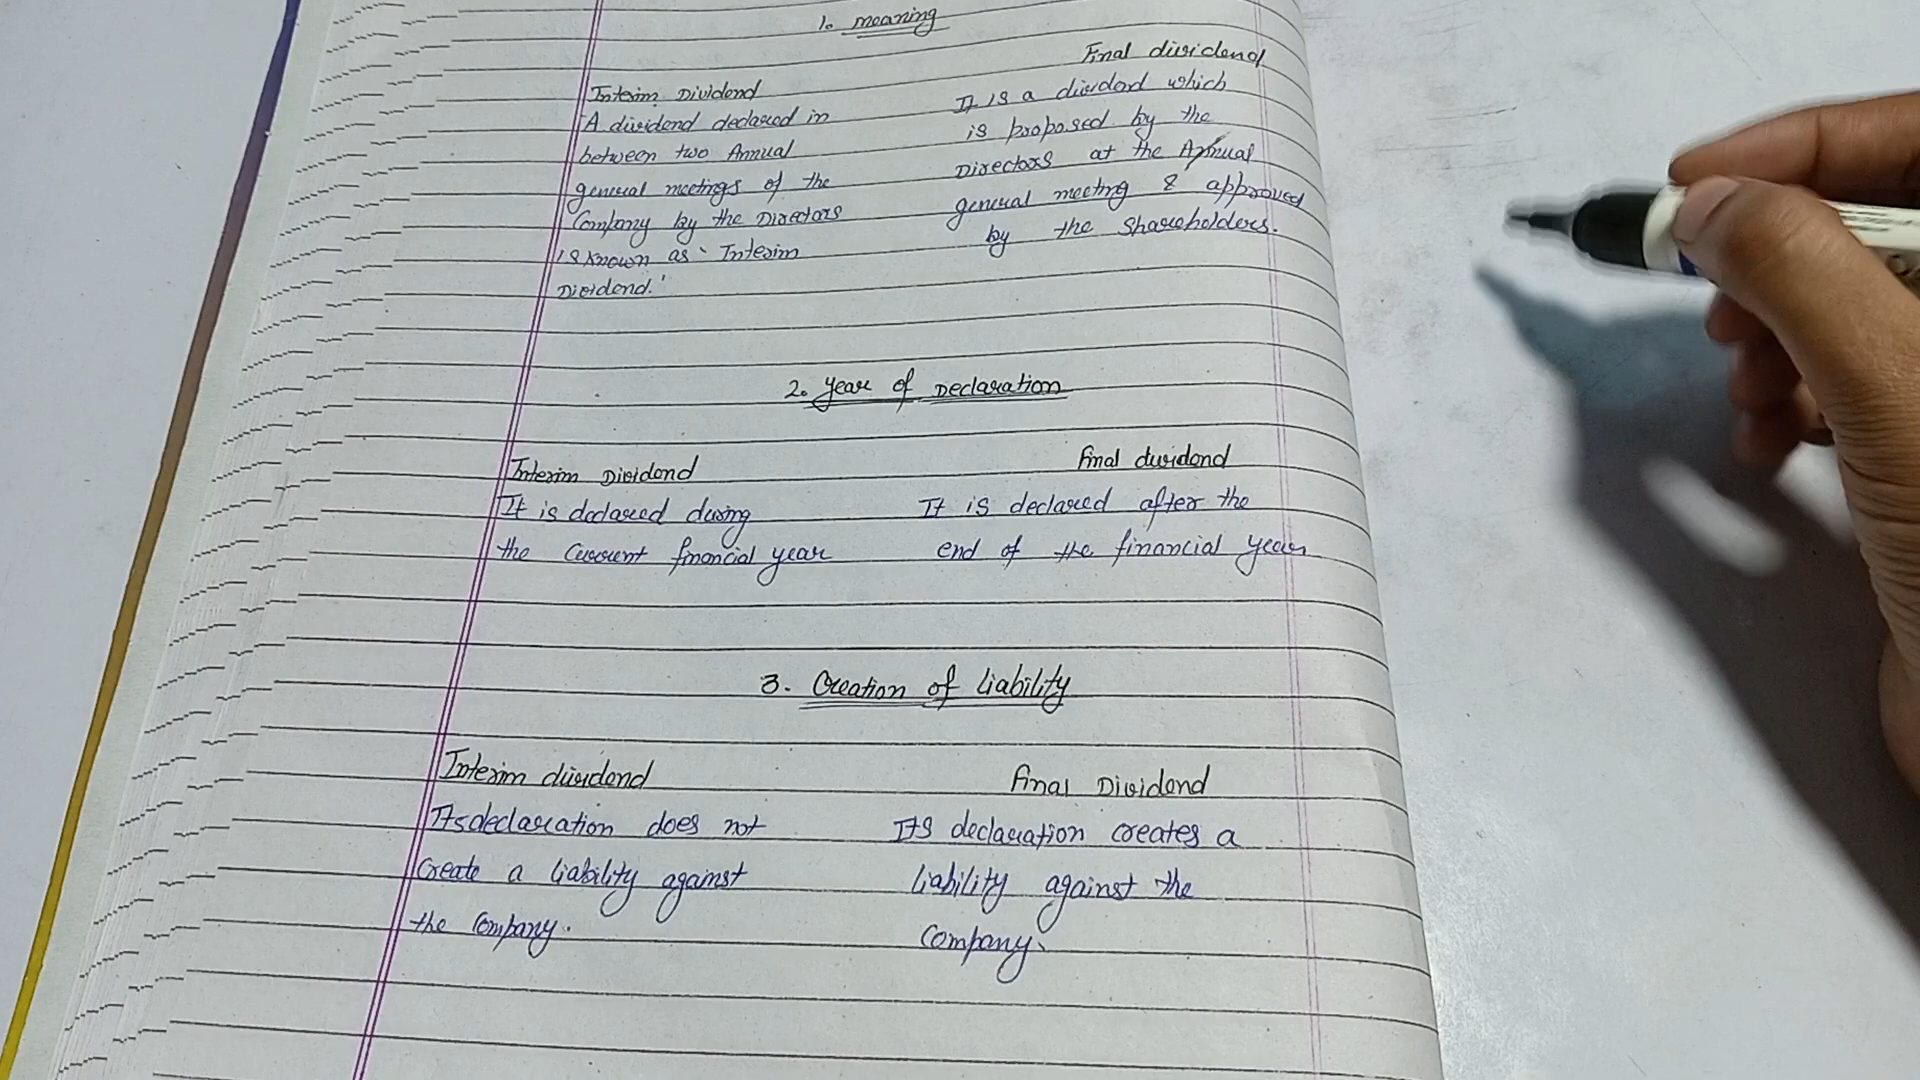 1. meaning
Interim Dividend
A dividend declared in
between two Annual
general meetings of the
Company by the Directors
is known as 'Interim
Dividend.'
Final dividend
It is a dividend which
is proposed by the
Directors at the Annual
general meeting & approved
by the shareholders.
2. Year of Declaration
Interim Dividend
It is declared during
the Current financial year
final dividend
It is declared after the
end of the financial year
3. Creation of liability
Interim dividend
Its declaration does not
Create a liability against
the Company.
final Dividend
Its declaration creates a
liability against the
Company.